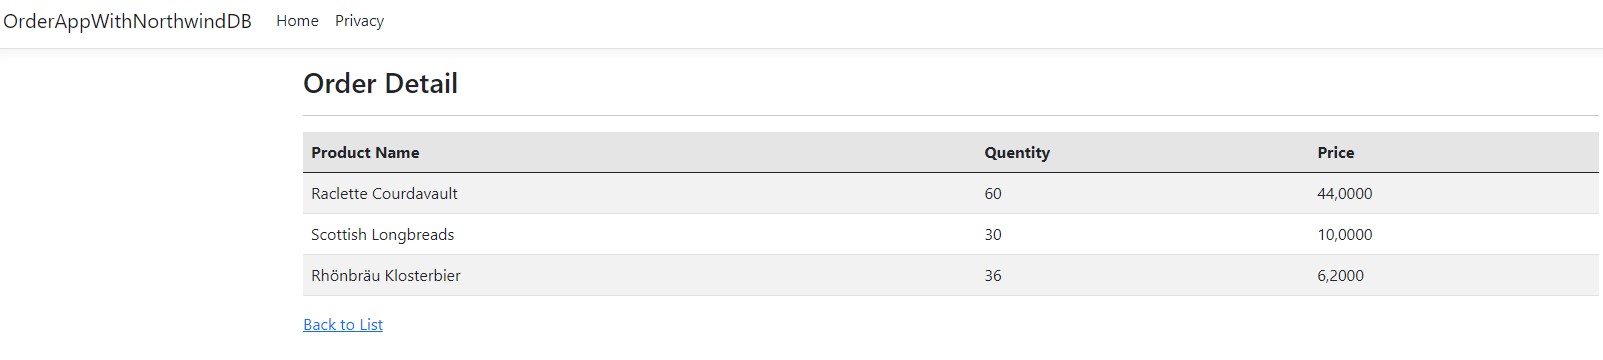 OrderAppWithNorthwindDB Home Privacy
Order Detail
Product Name Quentity Price
Raclette Courdavault 60 44,0000
Scottish Longbreads 30 10,0000
Rhönbräu Klosterbier 36 6,2000
Back to List